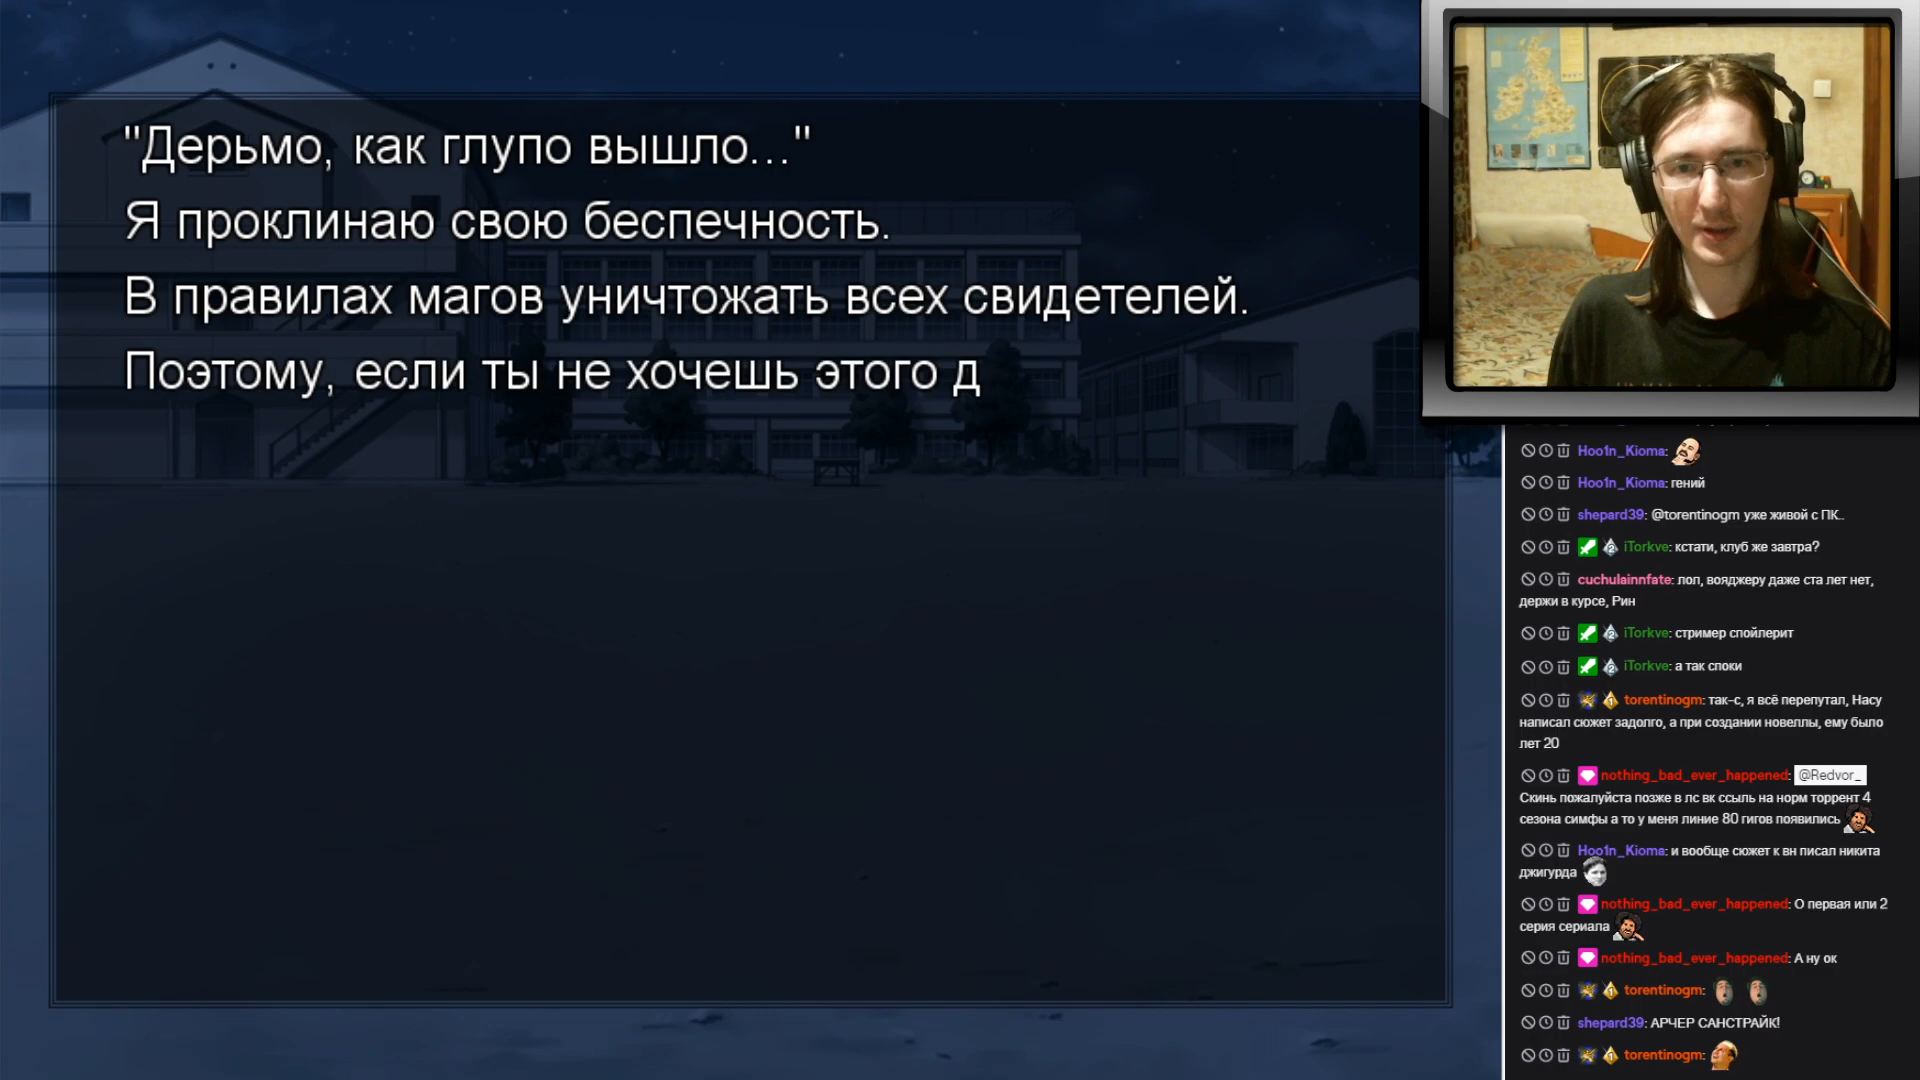 "Дерьмо, как глупо вышло..."
Я проклинаю свою беспечность.
В правилах магов уничтожать всех свидетелей.
Поэтому, если ты не хочешь этого д
Hoo1n_Kioma:
Hoo1n_Kioma: гений
shepard39: @torentinogm уже живой с ПК..
iTorkve: кстати, клуб же завтра?
cuchulainnfate: лол, вояджеру даже ста лет нет,
держи в курсе, Рин
iTorkve: стример спойлерит
iTorkve: а так споки
torentinogm: так-с, я всё перепутал, Насу
написал сюжет задолго, а при создании новеллы, ему было
лет 20
nothing_bad_ever_happened: @Redvor_
Скинь пожалуйста позже в лс вк ссыль на норм торрент 4
сезона симфы а то у меня линие 80 гигов появились
Hoo1n_Kioma: и вообще сюжет к вн писал никита
джигурда
nothing_bad_ever_happened: О первая или 2
серия сериала
nothing_bad_ever_happened: А ну ок
torentinogm:
shepard39: АРЧЕР САНСТРАЙК!
torentinogm: